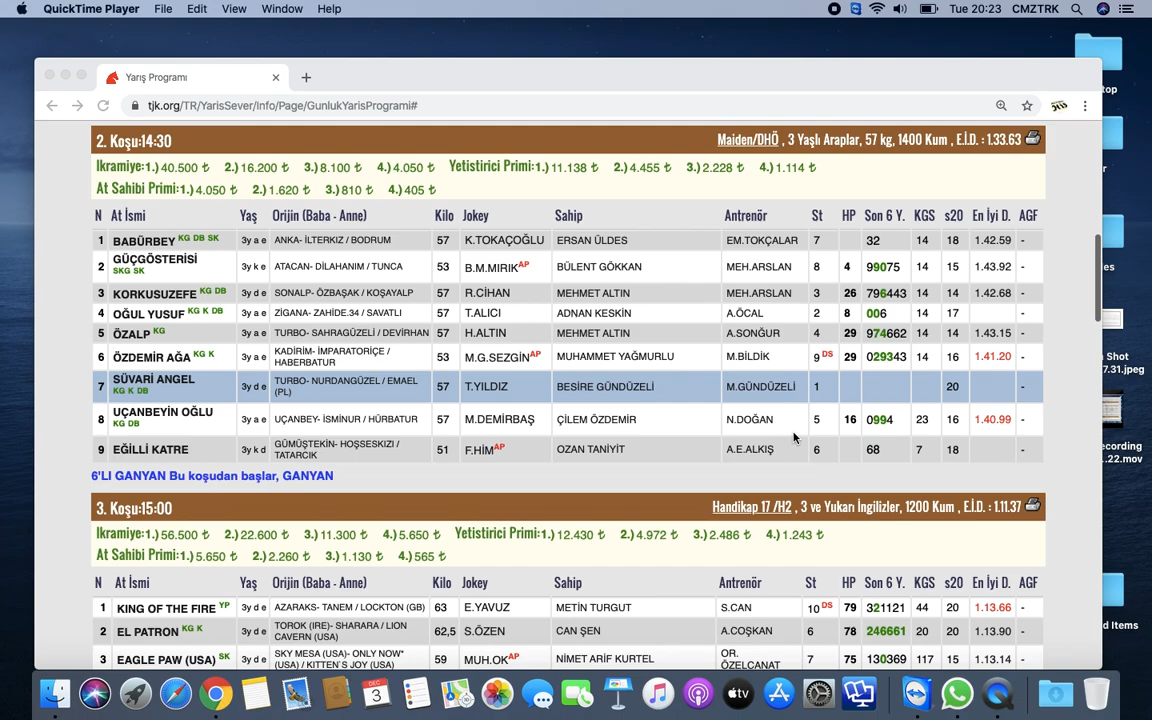 QuickTime Player File Edit View Window Help Tue 20:23 CMZTRK
Yarış Programı
tjk.org/TR/YarisSever/Info/Page/GunlukYarisProgrami#
2. Koşu:14:30 Maiden/DHÖ , 3 Yaşlı Araplar, 57 kg, 1400 Kum , E.İ.D. : 1.33.63
Ikramiye:1.) 40.500 ₺ 2.) 16.200 ₺ 3.) 8.100 ₺ 4.) 4.050 ₺ Yetistirici Primi:1.) 11.138 ₺ 2.) 4.455 ₺ 3.) 2.228 ₺ 4.) 1.114 ₺
At Sahibi Primi:1.) 4.050 ₺ 2.) 1.620 ₺ 3.) 810 ₺ 4.) 405 ₺
N At İsmi Yaş Orijin (Baba - Anne) Kilo Jokey Sahip Antrenör St HP Son 6 Y. KGS s20 En İyi D. AGF
1 BABÜRBEY KG DB SK 3y a e ANKA- İLTERKIZ / BODRUM 57 K.TOKAÇOĞLU ERSAN ÜLDES EM.TOKÇALAR 7 32 14 18 1.42.59 -
2 GÜÇGÖSTERİSİ SKG SK 3y k e ATACAN- DİLAHANIM / TUNCA 53 B.M.MIRIK AP BÜLENT GÖKKAN MEH.ARSLAN 8 4 99075 14 15 1.43.92 -
3 KORKUSUZEFE KG DB 3y d e SONALP- ÖZBAŞAK / KOŞAYALP 57 R.CİHAN MEHMET ALTIN MEH.ARSLAN 3 26 796443 14 14 1.42.68 -
4 OĞUL YUSUF KG K DB 3y a e ZİGANA- ZAHİDE.34 / SAVATLI 57 T.ALICI ADNAN KESKİN A.ÖCAL 2 8 006 14 17 -
5 ÖZALP KG 3y a e TURBO- SAHRAGÜZELİ / DEVİRHAN 57 H.ALTIN MEHMET ALTIN A.SONĞUR 4 29 974662 14 14 1.43.15 -
6 ÖZDEMİR AĞA KG K 3y a e KADİRİM- İMPARATORİÇE / HABERBATUR 53 M.G.SEZGİN AP MUHAMMET YAĞMURLU M.BİLDİK 9 DS 29 029343 14 16 1.41.20 -
7 SÜVARİ ANGEL KG K DB 3y d e TURBO- NURDANGÜZEL / EMAEL (PL) 57 T.YILDIZ BESİRE GÜNDÜZELİ M.GÜNDÜZELİ 1 20 -
8 UÇANBEYİN OĞLU KG DB 3y a e UÇANBEY- İSMİNUR / HÜRBATUR 57 M.DEMİRBAŞ ÇİLEM ÖZDEMİR N.DOĞAN 5 16 0994 23 16 1.40.99 -
9 EĞİLLİ KATRE 3y k d GÜMÜŞTEKİN- HOŞSESKIZI / TATARCIK 51 F.HİM AP OZAN TANİYİT A.E.ALKIŞ 6 68 7 18 -
6'LI GANYAN Bu koşudan başlar, GANYAN
3. Koşu:15:00 Handikap 17 /H2 , 3 ve Yukarı İngilizler, 1200 Kum , E.İ.D. : 1.11.37
Ikramiye:1.) 56.500 ₺ 2.) 22.600 ₺ 3.) 11.300 ₺ 4.) 5.650 ₺ Yetistirici Primi:1.) 12.430 ₺ 2.) 4.972 ₺ 3.) 2.486 ₺ 4.) 1.243 ₺
At Sahibi Primi:1.) 5.650 ₺ 2.) 2.260 ₺ 3.) 1.130 ₺ 4.) 565 ₺
N At İsmi Yaş Orijin (Baba - Anne) Kilo Jokey Sahip Antrenör St HP Son 6 Y. KGS s20 En İyi D. AGF
1 KING OF THE FIRE YP 3y d e AZARAKS- TANEM / LOCKTON (GB) 63 E.YAVUZ METİN TURGUT S.CAN 10 DS 79 321121 44 20 1.13.66 -
2 EL PATRON KG K 3y d e TOROK (IRE)- SHARARA / LION CAVERN (USA) 62,5 S.ÖZEN CAN ŞEN A.COŞKAN 6 78 246661 20 20 1.13.90 -
3 EAGLE PAW (USA) SK 3y d e SKY MESA (USA)- ONLY NOW* (USA) / KITTEN`S JOY (USA) 59 MUH.OK AP NİMET ARİF KURTEL OR. ÖZELCANAT 7 75 130369 117 15 1.13.14 -
top
r
es
Shot
7.31.jpeg
ecording
.22.mov
d Items
DEC
3
tv